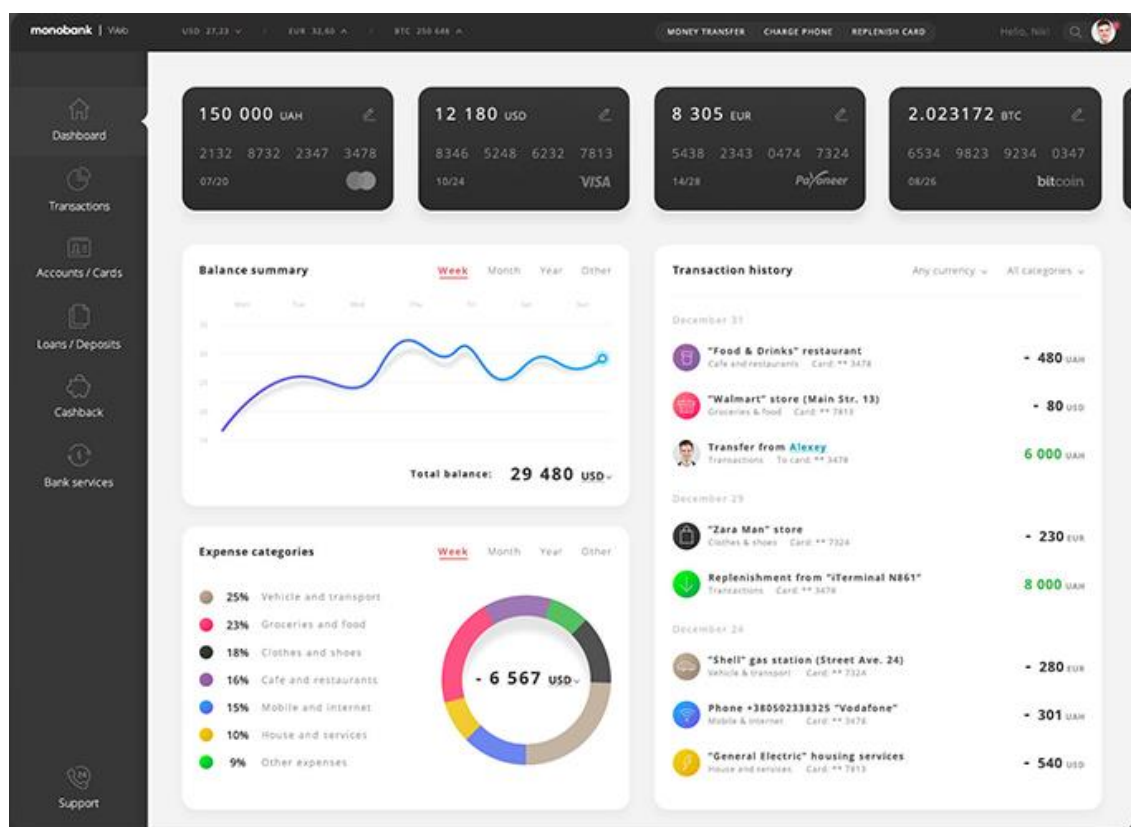 monobank | Web
USD 27,23
EUR 32,60
BTC 250 646
MONEY TRANSFER
CHARGE PHONE
REPLENISH CARD
Hello, Nik!
Dashboard
Transactions
Accounts / Cards
Loans / Deposits
Cashback
Bank services
24
Support
150 000 UAH
2132 8732 2347 3478
07/20
12 180 USD
8346 5248 6232 7813
10/24
VISA
8 305 EUR
5438 2343 0474 7324
14/28
Payoneer
2.023172 BTC
6534 9823 9234 0347
08/26
bitcoin
Balance summary
Week Month Year Other
Mon Tue Wed Thu Fri Sat Sun
Total balance: 29 480 USD
Expense categories
Week Month Year Other
25% Vehicle and transport
23% Groceries and food
18% Clothes and shoes
16% Cafe and restaurants
15% Mobile and internet
10% House and services
9% Other expenses
- 6 567 USD
Transaction history
Any currency
All categories
December 31
"Food & Drinks" restaurant
Cafe and restaurants Card: ** 3478
- 480 UAH
"Walmart" store (Main Str. 13)
Groceries & food Card: ** 7813
- 80 USD
Transfer from Alexey
Transactions To card: ** 3478
6 000 UAH
December 29
"Zara Man" store
Clothes & shoes Card: ** 7324
- 230 EUR
Replenishment from "iTerminal N861"
Transactions Card: ** 3478
8 000 UAH
December 24
"Shell" gas station (Street Ave. 24)
Vehicle & transport Card: ** 7324
- 280 EUR
Phone +380502338325 "Vodafone"
Mobile & internet Card: ** 3478
- 301 UAH
"General Electric" housing services
House and services Card: ** 7813
- 540 USD